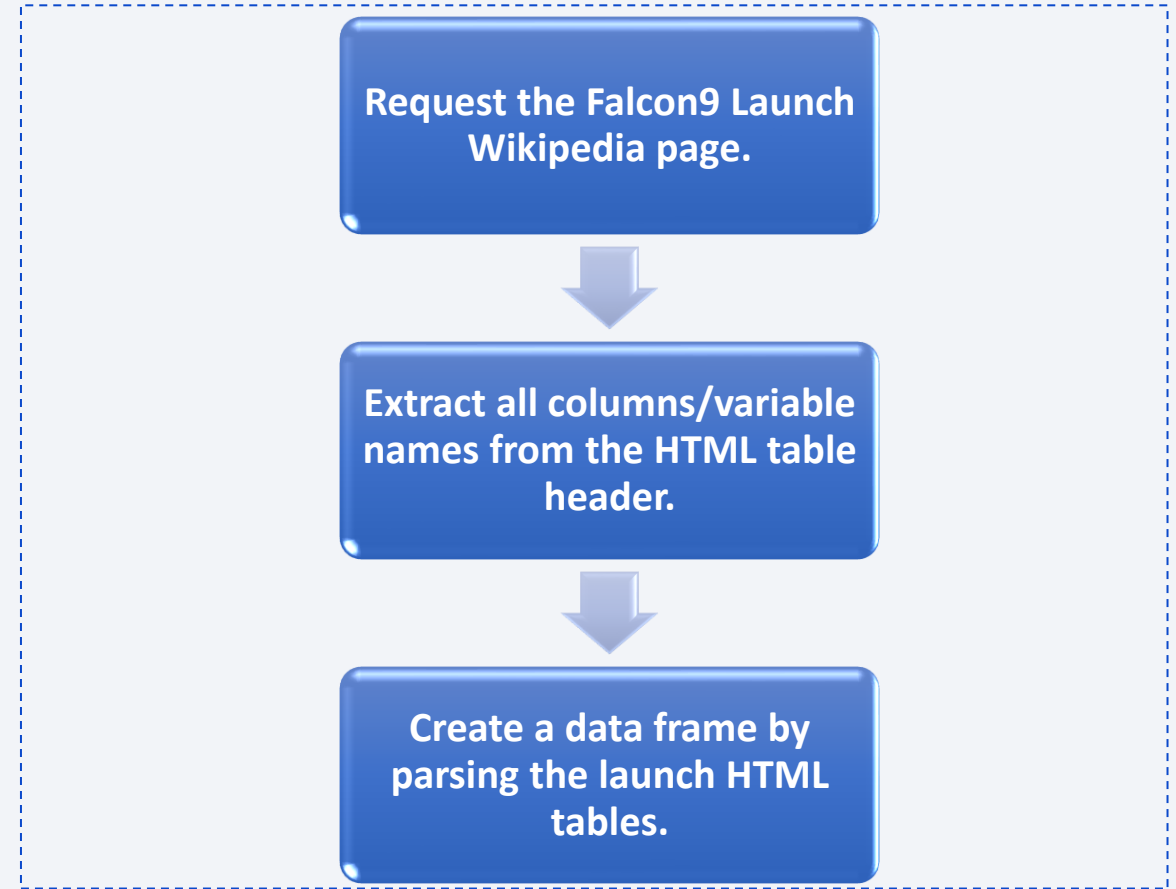 Request the Falcon9 Launch
Wikipedia page.
Extract all columns/variable
names from the HTML table
header.
Create a data frame by
parsing the launch HTML
tables.